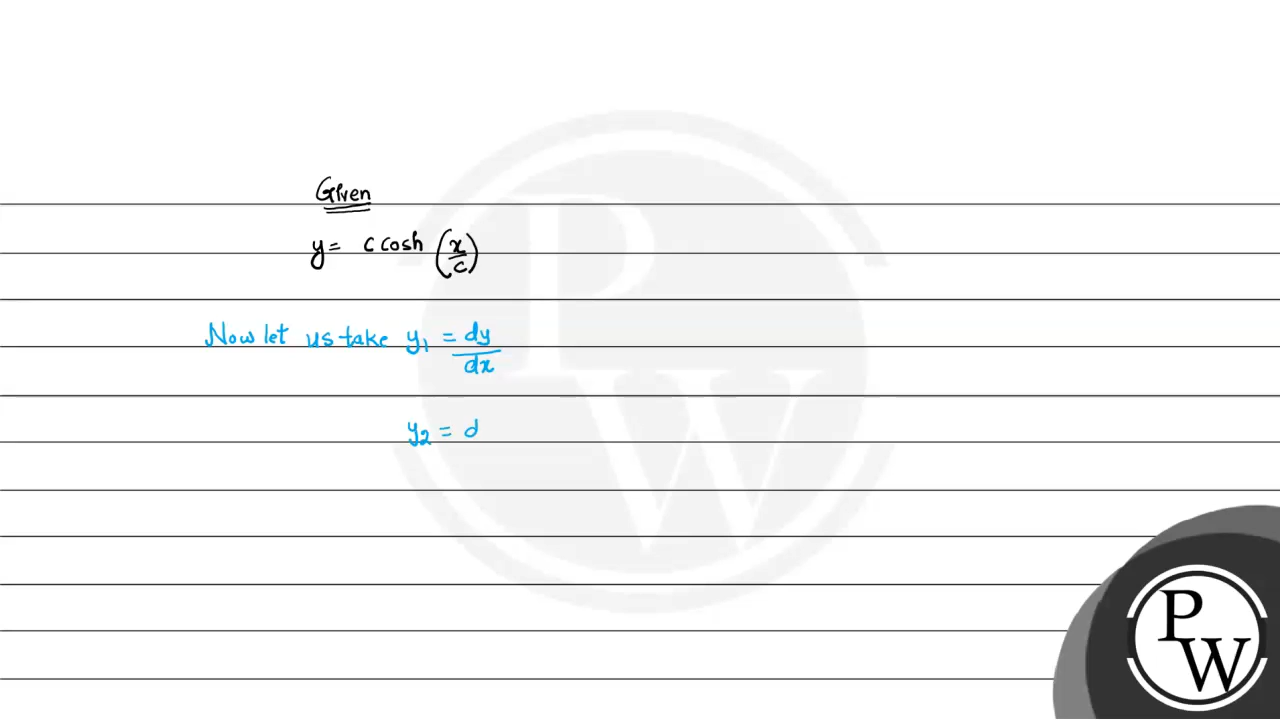 Given
y = c cosh (x/c)
Now let us take y₁ = dy/dx
y₂ = d
P
W
PW